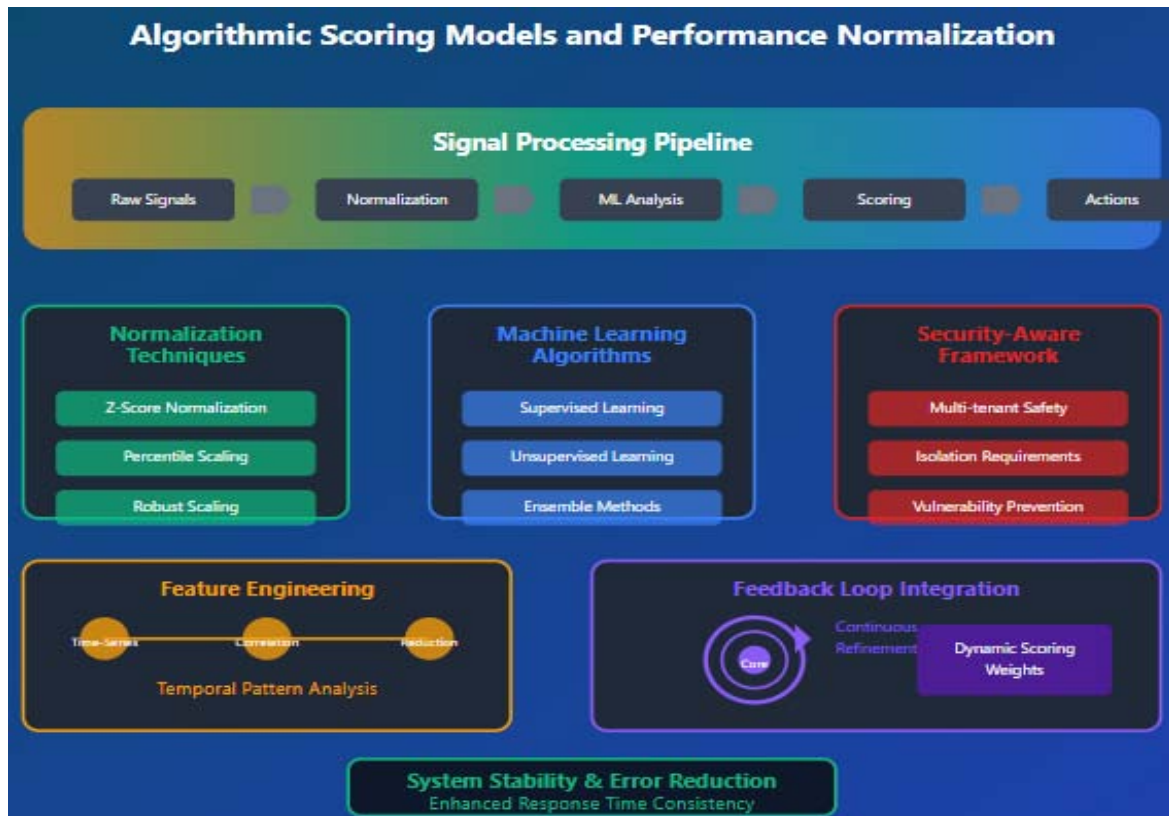 Algorithmic Scoring Models and Performance Normalization
Signal Processing Pipeline
Raw Signals
Normalization
ML Analysis
Scoring
Actions
Normalization
Techniques
Z-Score Normalization
Percentile Scaling
Robust Scaling
Machine Learning
Algorithms
Supervised Learning
Unsupervised Learning
Ensemble Methods
Security-Aware
Framework
Multi-tenant Safety
Isolation Requirements
Vulnerability Prevention
Feature Engineering
Time-Series
Correlation
Reduction
Temporal Pattern Analysis
Feedback Loop Integration
Core
Continuous
Refinement
Dynamic Scoring
Weights
System Stability & Error Reduction
Enhanced Response Time Consistency